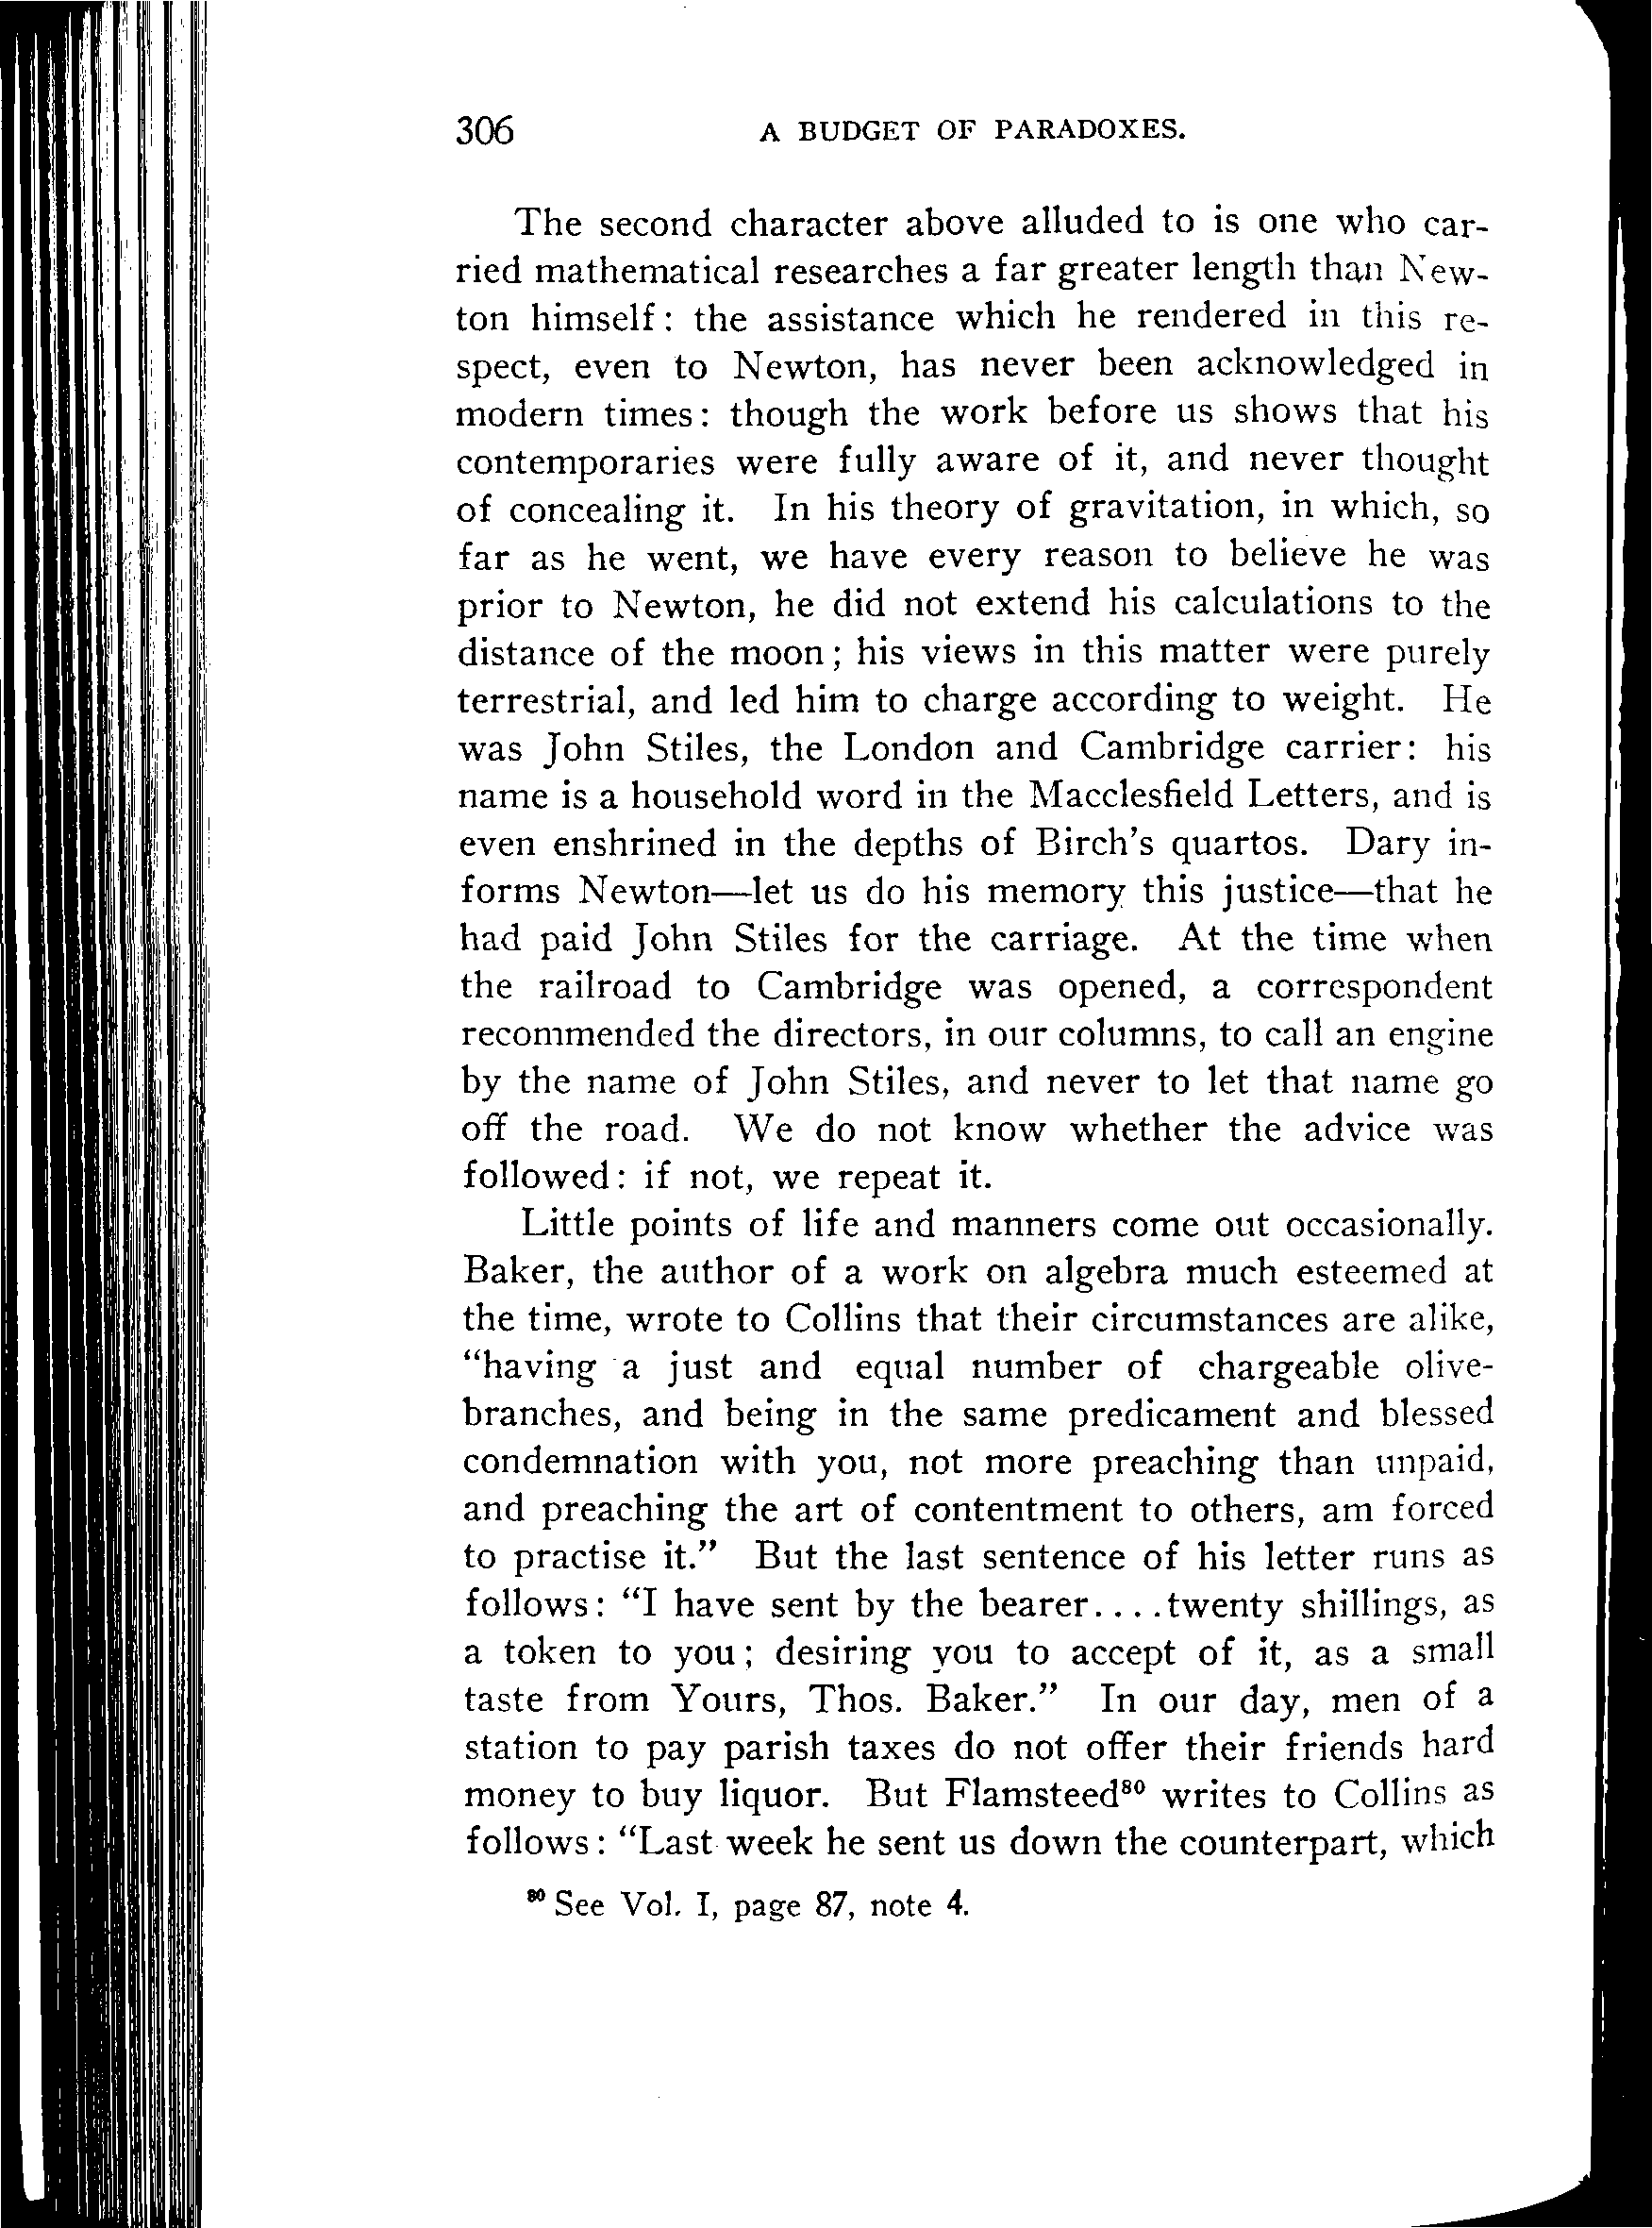 306 A BUDGET OF PARADOXES.
The second character above alluded to is one who car-
ried mathematical researches a far greater length than New-
ton himself: the assistance which he rendered in this re-
spect, even to Newton, has never been acknowledged in
modern times: though the work before us shows that his
contemporaries were fully aware of it, and never thought
of concealing it. In his theory of gravitation, in which, so
far as he went, we have every reason to believe he was
prior to Newton, he did not extend his calculations to the
distance of the moon; his views in this matter were purely
terrestrial, and led him to charge according to weight. He
was John Stiles, the London and Cambridge carrier: his
name is a household word in the Macclesfield Letters, and is
even enshrined in the depths of Birch's quartos. Dary in-
forms Newton—let us do his memory this justice—that he
had paid John Stiles for the carriage. At the time when
the railroad to Cambridge was opened, a correspondent
recommended the directors, in our columns, to call an engine
by the name of John Stiles, and never to let that name go
off the road. We do not know whether the advice was
followed: if not, we repeat it.
Little points of life and manners come out occasionally.
Baker, the author of a work on algebra much esteemed at
the time, wrote to Collins that their circumstances are alike,
“having a just and equal number of chargeable olive-
branches, and being in the same predicament and blessed
condemnation with you, not more preaching than unpaid,
and preaching the art of contentment to others, am forced
to practise it.” But the last sentence of his letter runs as
follows: “I have sent by the bearer....twenty shillings, as
a token to you; desiring you to accept of it, as a small
taste from Yours, Thos. Baker.” In our day, men of a
station to pay parish taxes do not offer their friends hard
money to buy liquor. But Flamsteed⁸⁰ writes to Collins as
follows: “Last week he sent us down the counterpart, which
⁸⁰ See Vol. I, page 87, note 4.